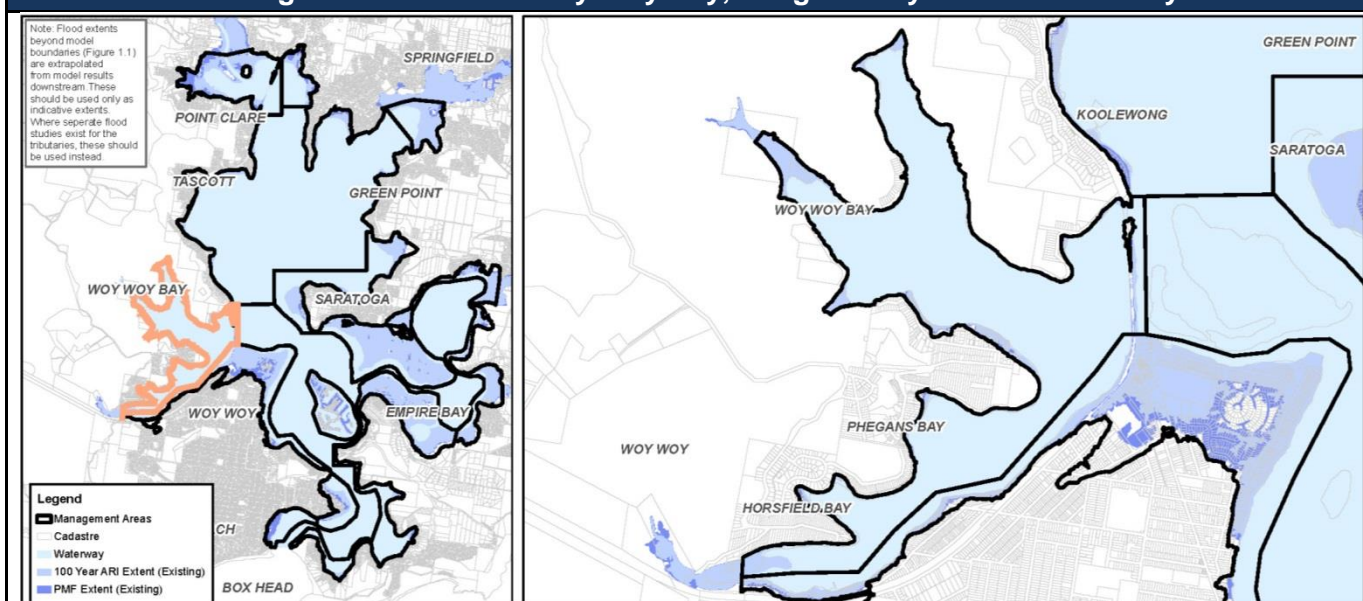 Note: Flood extents
beyond model
boundaries (Figure 1.1)
are extrapolated
from model results
downstream. These
should be used only as
indicative extents.
Where seperate flood
studies exist for the
tributaries, these should
be used instead.
SPRINGFIELD
POINT CLARE
TASCOTT
GREEN POINT
WOY WOY BAY
SARATOGA
WOY WOY
EMPIRE BAY
CH
BOX HEAD
Legend
Management Areas
Cadastre
Waterway
100 Year ARI Extent (Existing)
PMF Extent (Existing)
GREEN POINT
KOOLEWONG
SARATOGA
WOY WOY BAY
PHEGANS BAY
WOY WOY
HORSFIELD BAY